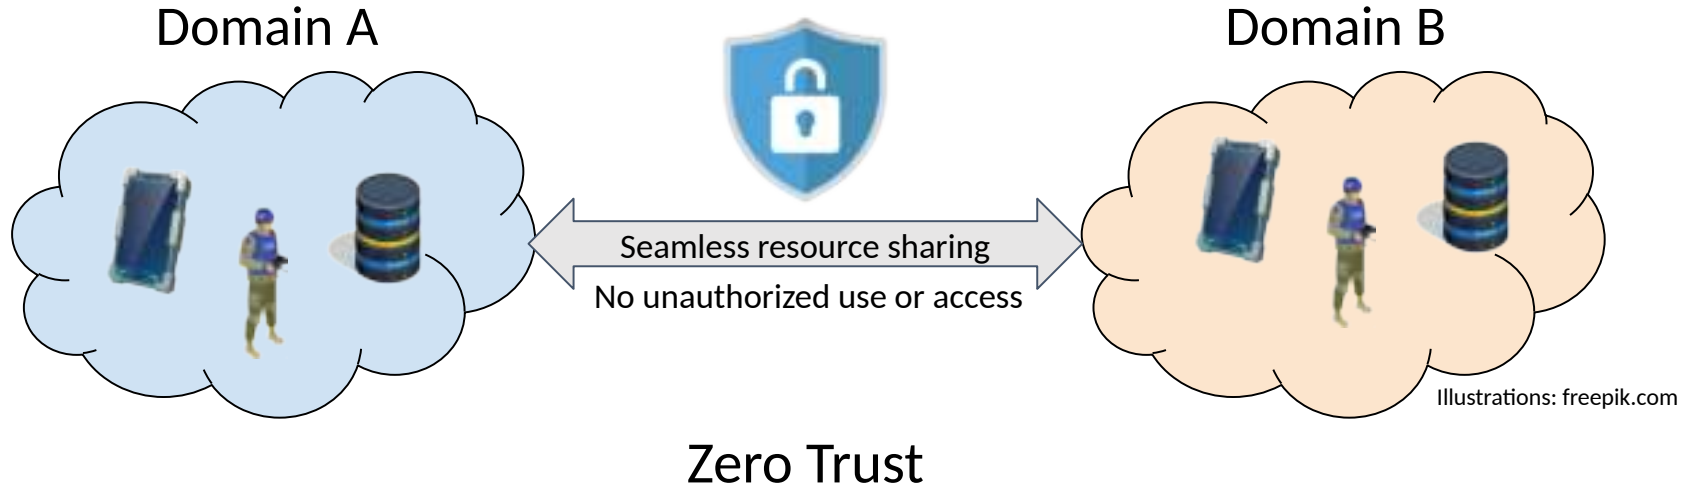 Domain A
Domain B
Seamless resource sharing
No unauthorized use or access
Illustrations: freepik.com
Zero Trust